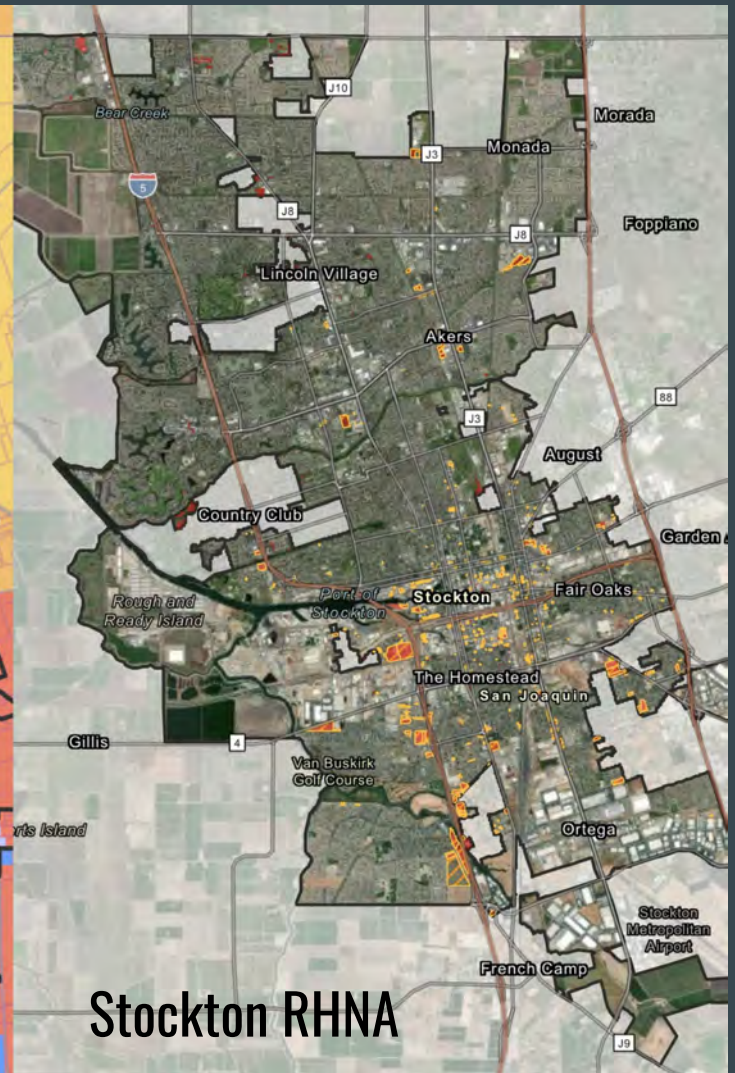 J10
Bear Creek
Morada
Monada
J3
5
J8
Foppiano
J8
Lincoln Village
Akers
88
J3
August
Country Club
Garden
Fair Oaks
Port of
Stockton
Stockton
Rough and
Ready Island
The Homestead
San Joaquin
Gillis
4
Van Buskirk
Golf Course
rts Island
Ortega
Stockton
Metropolitan
Airport
French Camp
Stockton RHNA
J9